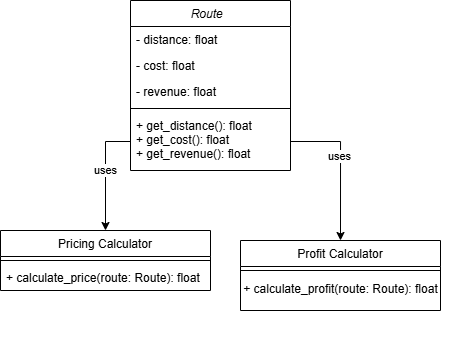 Route
- distance: float
- cost: float
- revenue: float
+ get_distance(): float
+ get_cost(): float
+ get_revenue(): float
uses
uses
Pricing Calculator
+ calculate_price(route: Route): float
Profit Calculator
+ calculate_profit(route: Route): float